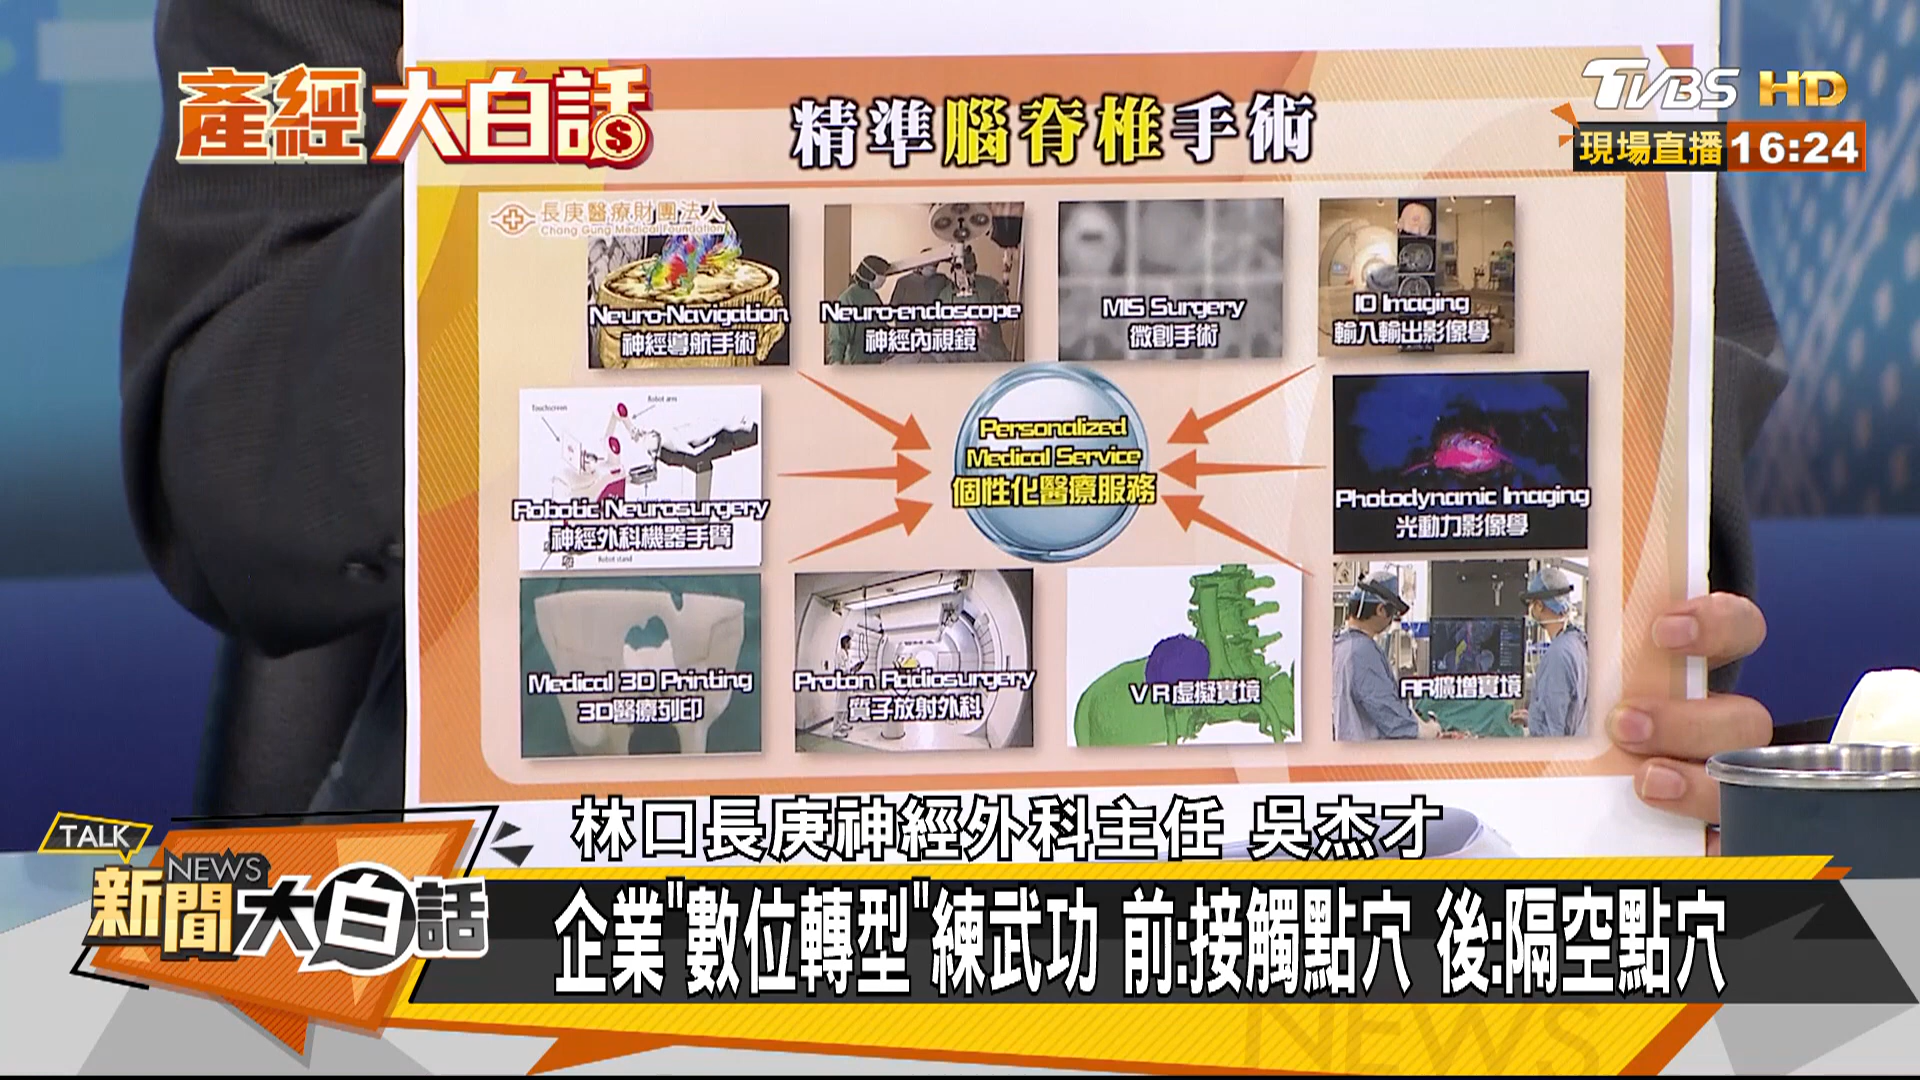 產經大白話
精準腦脊椎手術
TVBS HD
現場直播 16:24
長庚醫療財團法人
Chang Gung Medical Foundation
Neuro-Navigation
神經導航手術
Neuro-endoscope
神經內視鏡
MIS Surgery
微創手術
IO Imaging
輸入輸出影像學
Touchscreen
Robot arm
Robotic Neurosurgery
神經外科機器手臂
Robot stand
Personalized
Medical Service
個性化醫療服務
Photodynamic Imaging
光動力影像學
Medical 3D Printing
3D醫療列印
Proton Radiosurgery
質子放射外科
VR虛擬實境
AR擴增實境
林口長庚神經外科主任 吳杰才
TALK
NEWS
新聞大白話
企業"數位轉型"練武功 前:接觸點穴 後:隔空點穴
NEWS